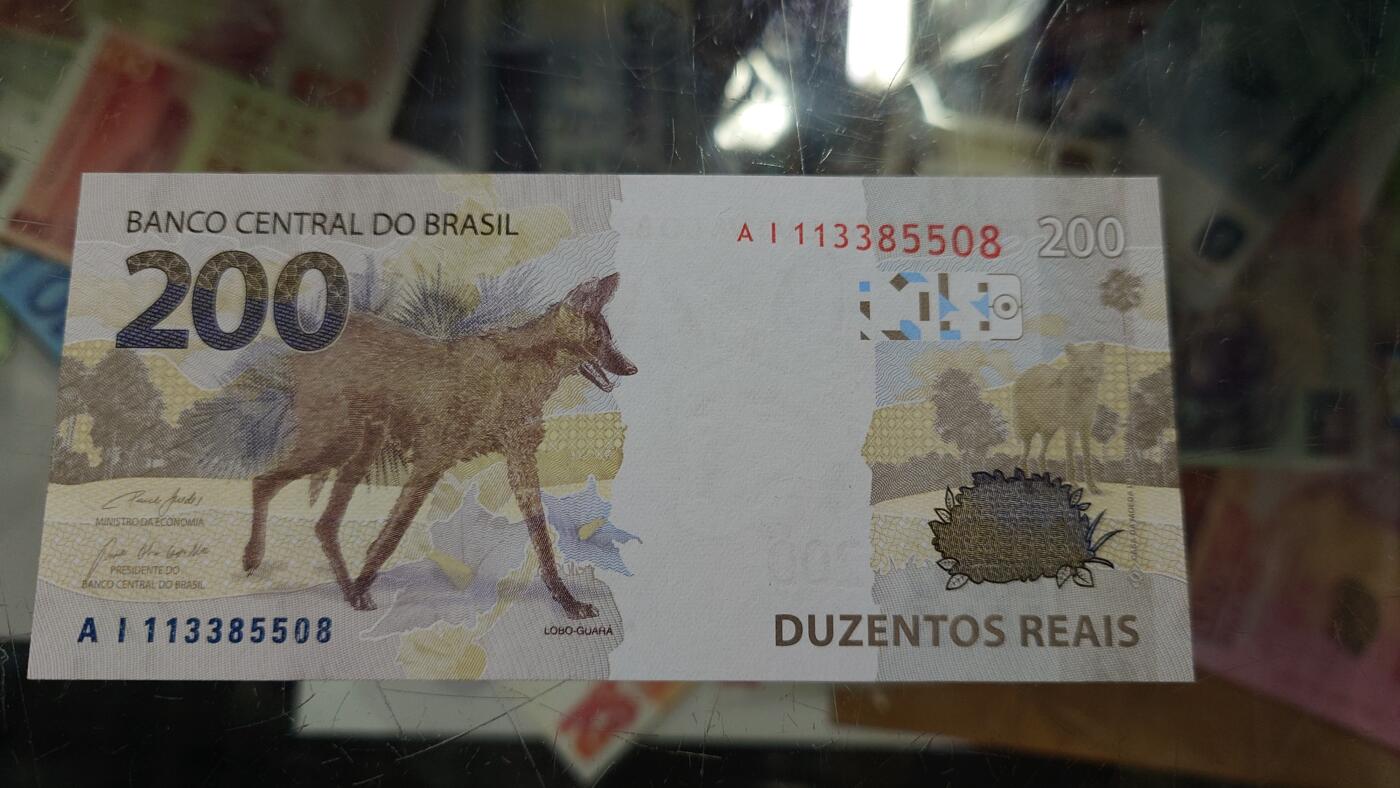 BANCO CENTRAL DO BRASIL
200
A I 113385508
200
MINISTRO DA ECONOMIA
PRESIDENTE DO
BANCO CENTRAL DO BRASIL
A I 113385508
LOBO-GUARÁ
DUZENTOS REAIS